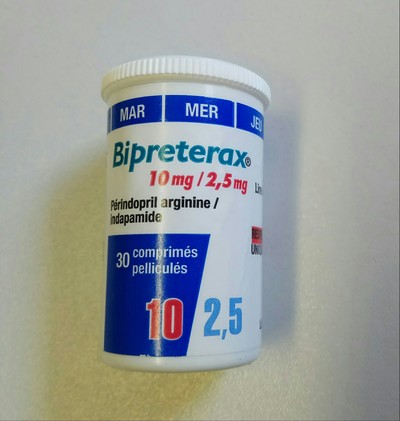 MAR MER JEU
Bipreterax®
10 mg / 2,5 mg
Périndopril arginine /
indapamide
30 comprimés
pelliculés
10 2,5